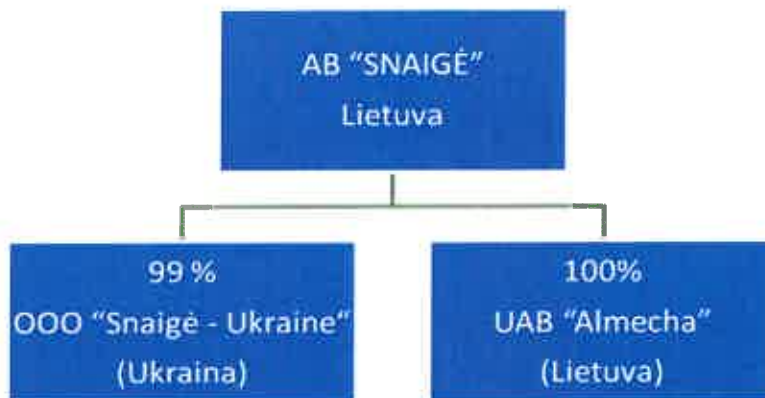 AB “SNAIGĖ”
Lietuva
99 %
OOO “Snaigė - Ukraine“
(Ukraina)
100%
UAB “Almecha”
(Lietuva)